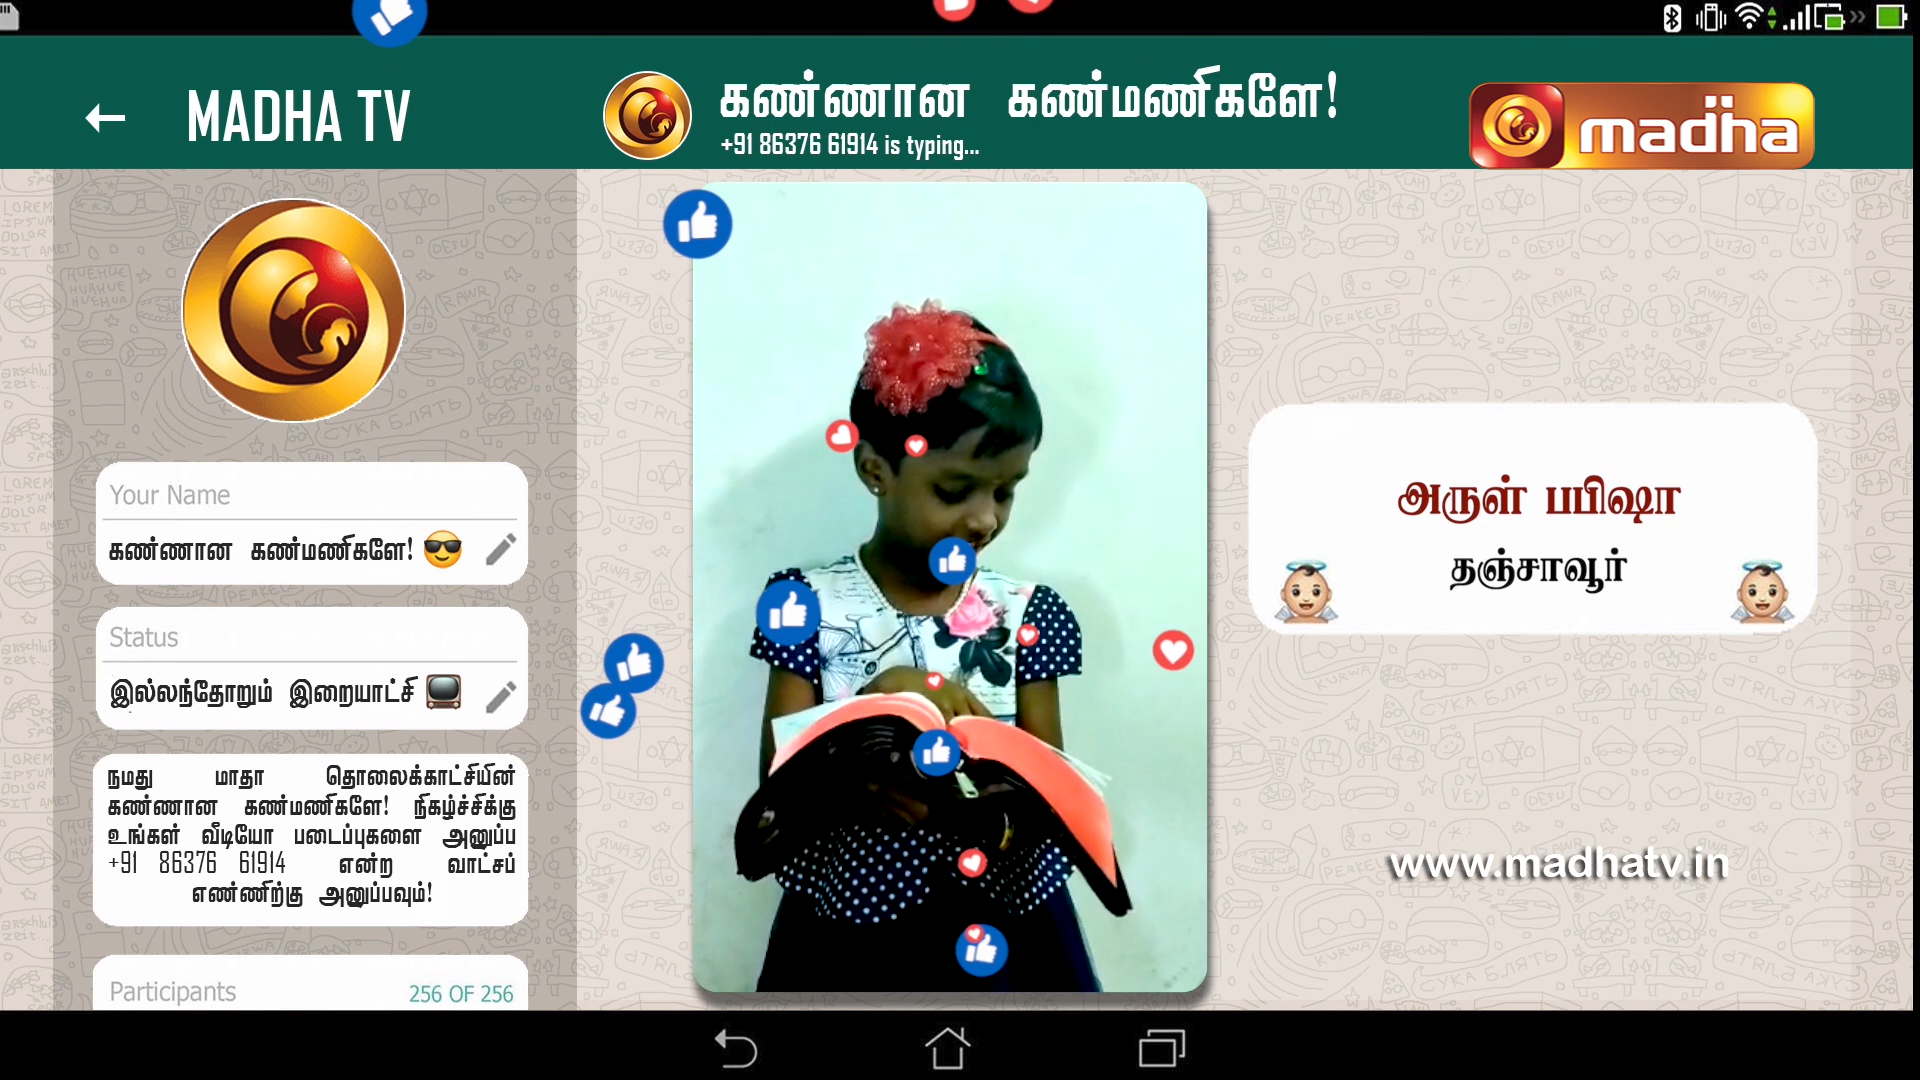 MADHA TV
கண்ணான கண்மணிகளே!
+91 86376 61914 is typing...
madha
Your Name
கண்ணான கண்மணிகளே!
Status
இல்லந்தோறும் இறையாட்சி
நமது மாதா தொலைக்காட்சியின்
கண்ணான கண்மணிகளே! நிகழ்ச்சிக்கு
உங்கள் வீடியோ படைப்புகளை அனுப்ப
+91 86376 61914 என்ற வாட்சப்
எண்ணிற்கு அனுப்பவும்!
Participants 256 OF 256
அருள் பபிஷா
தஞ்சாவூர்
www.madhatv.in